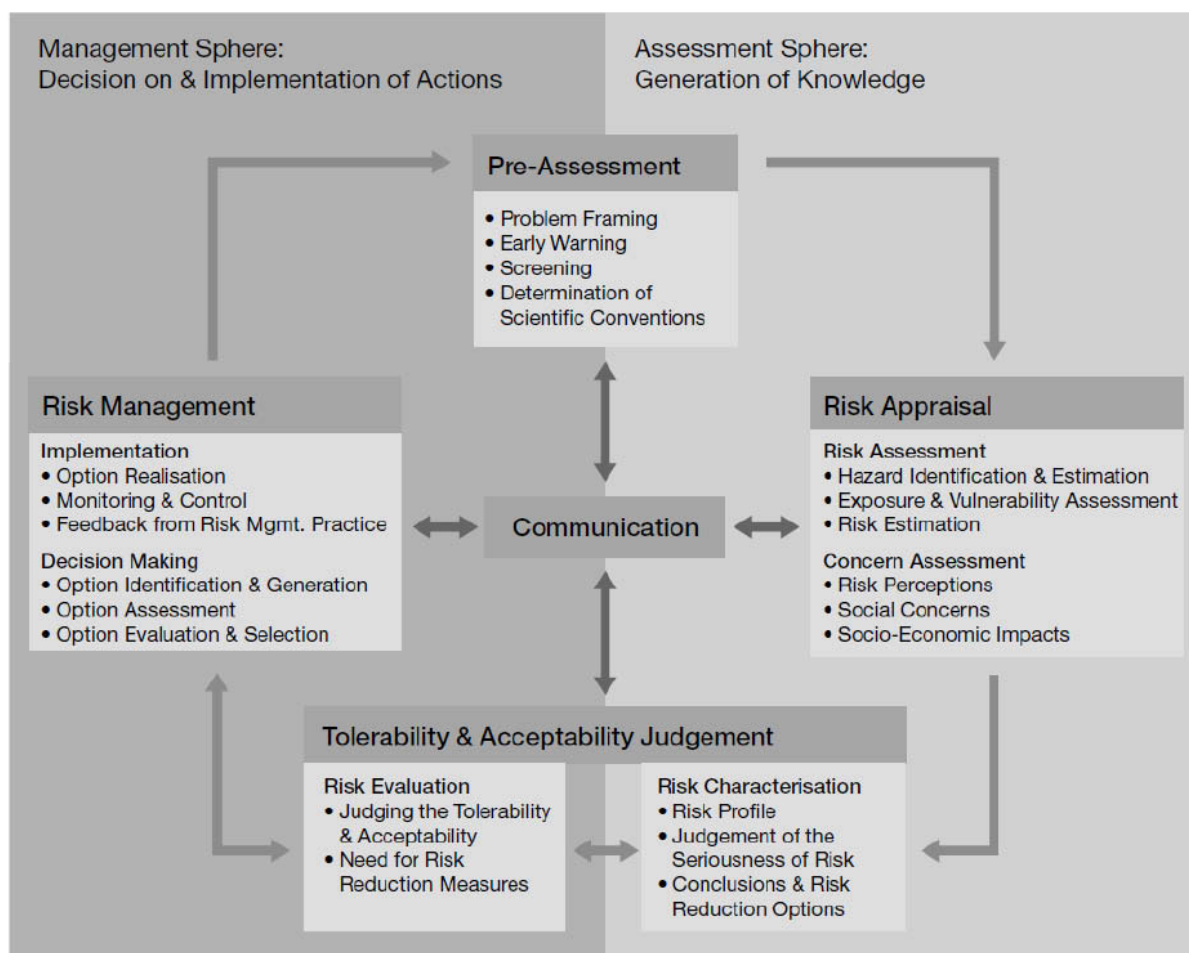 Management Sphere:
Decision on & Implementation of Actions
Assessment Sphere:
Generation of Knowledge
Pre-Assessment
• Problem Framing
• Early Warning
• Screening
• Determination of
Scientific Conventions
Risk Management
Implementation
• Option Realisation
• Monitoring & Control
• Feedback from Risk Mgmt. Practice
Decision Making
• Option Identification & Generation
• Option Assessment
• Option Evaluation & Selection
Communication
Risk Appraisal
Risk Assessment
• Hazard Identification & Estimation
• Exposure & Vulnerability Assessment
• Risk Estimation
Concern Assessment
• Risk Perceptions
• Social Concerns
• Socio-Economic Impacts
Tolerability & Acceptability Judgement
Risk Evaluation
• Judging the Tolerability
& Acceptability
• Need for Risk
Reduction Measures
Risk Characterisation
• Risk Profile
• Judgement of the
Seriousness of Risk
• Conclusions & Risk
Reduction Options